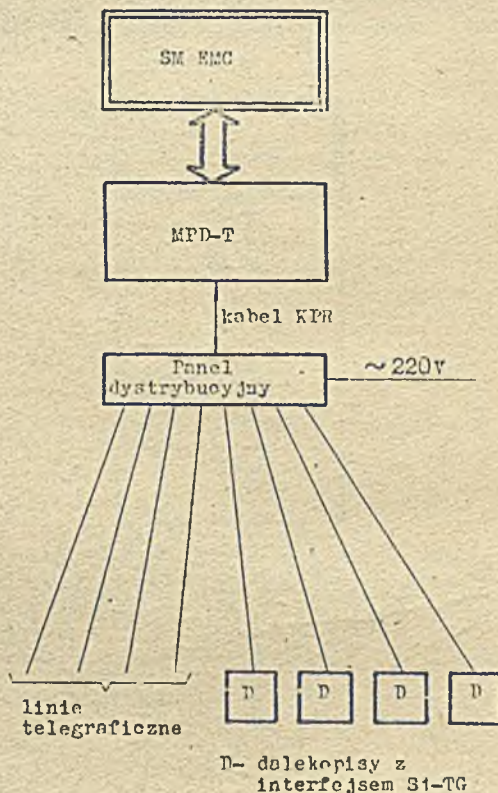 SM EMC
MPD-T
kabel KPR
Panel
dystrybucyjny
~220v
linie
telegraficzne
D D D D
D- dalekopisy z
interfejsem S1-TG